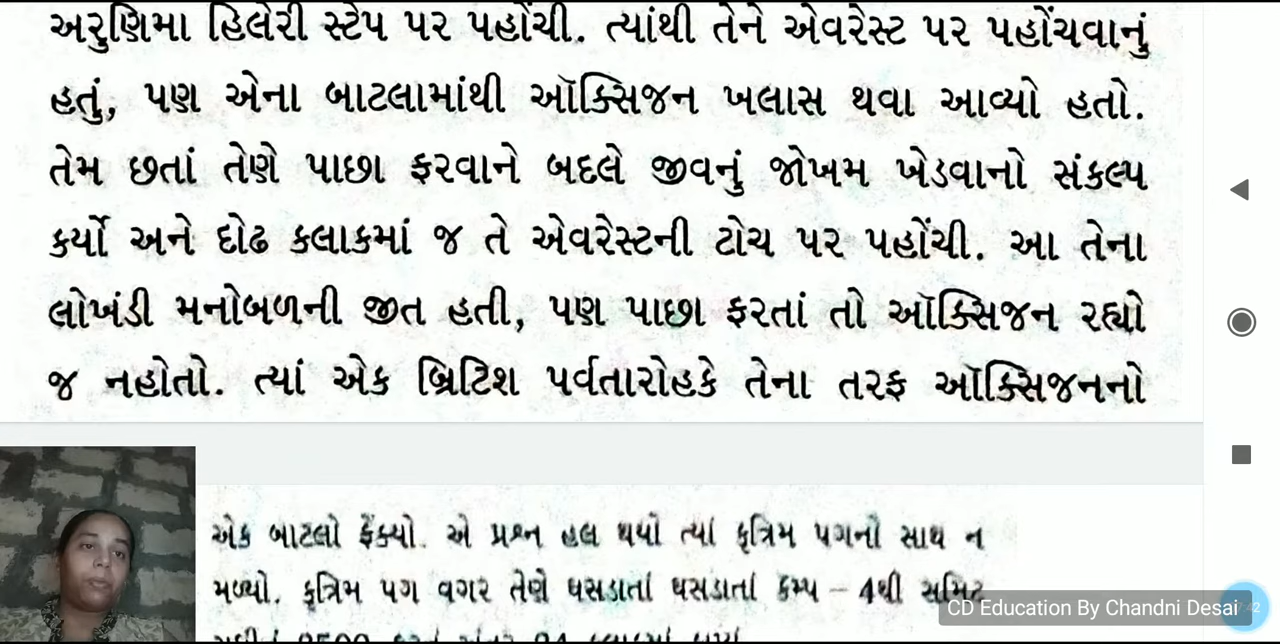 અરુણિમા હિલેરી સ્ટેપ પર પહોંચી. ત્યાંથી તેને એવરેસ્ટ પર પહોંચવાનું
હતું, પણ એના બાટલામાંથી ઑક્સિજન ખલાસ થવા આવ્યો હતો.
તેમ છતાં તેણે પાછા ફરવાને બદલે જીવનું જોખમ ખેડવાનો સંકલ્પ
કર્યો અને દોઢ કલાકમાં જ તે એવરેસ્ટની ટોચ પર પહોંચી. આ તેના
લોખંડી મનોબળની જીત હતી, પણ પાછા ફરતાં તો ઑક્સિજન રહ્યો
જ નહોતો. ત્યાં એક બ્રિટિશ પર્વતારોહકે તેના તરફ ઑક્સિજનનો
એક બાટલો ફેંક્યો. એ પ્રશ્ન હલ થયો ત્યાં કૃત્રિમ પગનો સાથ ન
મળ્યો. કૃત્રિમ પગ વગર તેણે ઘસડાતાં ઘસડાતાં કૅમ્પ – 4થી સમિટ
CD Education By Chandni Desai